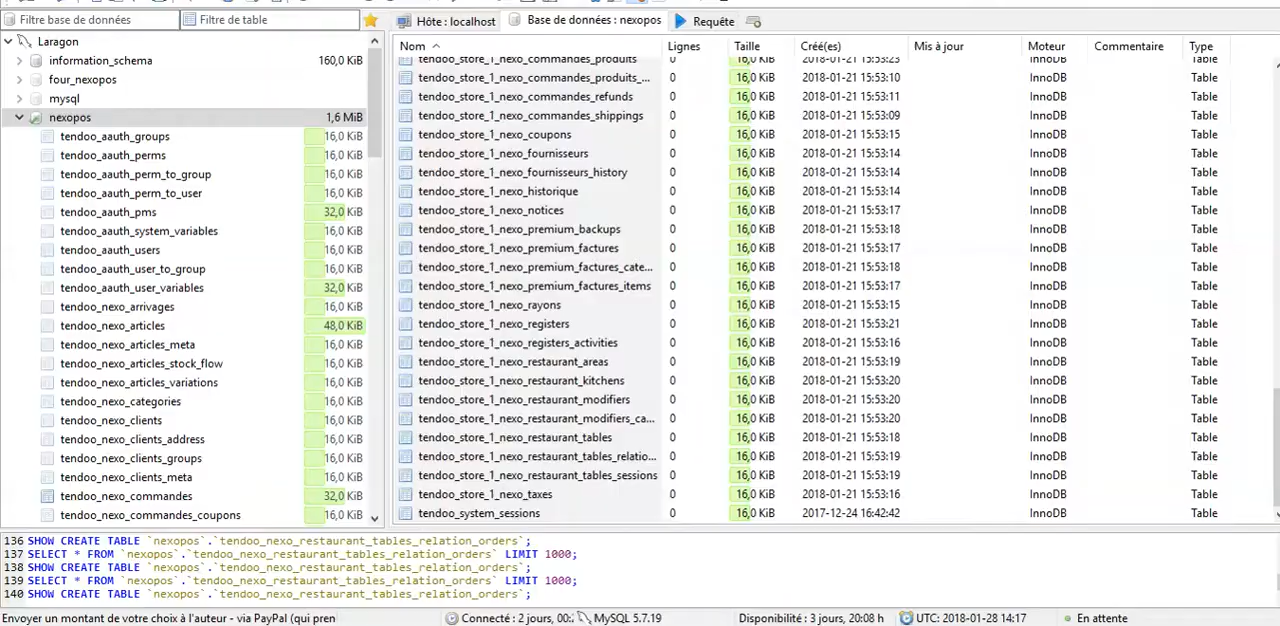 Filtre base de données Filtre de table Hôte : localhost Base de données : nexopos Requête
Laragon
information_schema 160,0 KiB
four_nexopos
mysql
nexopos 1,6 MiB
tendoo_aauth_groups 16,0 KiB
tendoo_aauth_perms 16,0 KiB
tendoo_aauth_perm_to_group 16,0 KiB
tendoo_aauth_perm_to_user 16,0 KiB
tendoo_aauth_pms 32,0 KiB
tendoo_aauth_system_variables 16,0 KiB
tendoo_aauth_users 16,0 KiB
tendoo_aauth_user_to_group 16,0 KiB
tendoo_aauth_user_variables 32,0 KiB
tendoo_nexo_arrivages 16,0 KiB
tendoo_nexo_articles 48,0 KiB
tendoo_nexo_articles_meta 16,0 KiB
tendoo_nexo_articles_stock_flow 16,0 KiB
tendoo_nexo_articles_variations 16,0 KiB
tendoo_nexo_categories 16,0 KiB
tendoo_nexo_clients 16,0 KiB
tendoo_nexo_clients_address 16,0 KiB
tendoo_nexo_clients_groups 16,0 KiB
tendoo_nexo_clients_meta 16,0 KiB
tendoo_nexo_commandes 32,0 KiB
tendoo_nexo_commandes_coupons 16,0 KiB
Nom Lignes Taille Créé(es) Mis à jour Moteur Commentaire Type
tendoo_store_1_nexo_commandes_produits 0 16,0 KiB 2018-01-21 15:53:23 InnoDB Table
tendoo_store_1_nexo_commandes_produits_... 0 16,0 KiB 2018-01-21 15:53:10 InnoDB Table
tendoo_store_1_nexo_commandes_refunds 0 16,0 KiB 2018-01-21 15:53:11 InnoDB Table
tendoo_store_1_nexo_commandes_shippings 0 16,0 KiB 2018-01-21 15:53:09 InnoDB Table
tendoo_store_1_nexo_coupons 0 16,0 KiB 2018-01-21 15:53:15 InnoDB Table
tendoo_store_1_nexo_fournisseurs 0 16,0 KiB 2018-01-21 15:53:14 InnoDB Table
tendoo_store_1_nexo_fournisseurs_history 0 16,0 KiB 2018-01-21 15:53:14 InnoDB Table
tendoo_store_1_nexo_historique 0 16,0 KiB 2018-01-21 15:53:14 InnoDB Table
tendoo_store_1_nexo_notices 0 16,0 KiB 2018-01-21 15:53:17 InnoDB Table
tendoo_store_1_nexo_premium_backups 0 16,0 KiB 2018-01-21 15:53:18 InnoDB Table
tendoo_store_1_nexo_premium_factures 0 16,0 KiB 2018-01-21 15:53:17 InnoDB Table
tendoo_store_1_nexo_premium_factures_cate... 0 16,0 KiB 2018-01-21 15:53:18 InnoDB Table
tendoo_store_1_nexo_premium_factures_items 0 16,0 KiB 2018-01-21 15:53:17 InnoDB Table
tendoo_store_1_nexo_rayons 0 16,0 KiB 2018-01-21 15:53:15 InnoDB Table
tendoo_store_1_nexo_registers 0 16,0 KiB 2018-01-21 15:53:21 InnoDB Table
tendoo_store_1_nexo_registers_activities 0 16,0 KiB 2018-01-21 15:53:16 InnoDB Table
tendoo_store_1_nexo_restaurant_areas 0 16,0 KiB 2018-01-21 15:53:19 InnoDB Table
tendoo_store_1_nexo_restaurant_kitchens 0 16,0 KiB 2018-01-21 15:53:20 InnoDB Table
tendoo_store_1_nexo_restaurant_modifiers 0 16,0 KiB 2018-01-21 15:53:20 InnoDB Table
tendoo_store_1_nexo_restaurant_modifiers_ca... 0 16,0 KiB 2018-01-21 15:53:20 InnoDB Table
tendoo_store_1_nexo_restaurant_tables 0 16,0 KiB 2018-01-21 15:53:18 InnoDB Table
tendoo_store_1_nexo_restaurant_tables_relatio... 0 16,0 KiB 2018-01-21 15:53:19 InnoDB Table
tendoo_store_1_nexo_restaurant_tables_sessions 0 16,0 KiB 2018-01-21 15:53:19 InnoDB Table
tendoo_store_1_nexo_taxes 0 16,0 KiB 2018-01-21 15:53:16 InnoDB Table
tendoo_system_sessions 0 16,0 KiB 2017-12-24 16:42:42 InnoDB Table
136 SHOW CREATE TABLE `nexopos`.`tendoo_nexo_restaurant_tables_relation_orders`;
137 SELECT * FROM `nexopos`.`tendoo_nexo_restaurant_tables_relation_orders` LIMIT 1000;
138 SHOW CREATE TABLE `nexopos`.`tendoo_nexo_restaurant_tables_relation_orders`;
139 SELECT * FROM `nexopos`.`tendoo_nexo_restaurant_tables_relation_orders` LIMIT 1000;
140 SHOW CREATE TABLE `nexopos`.`tendoo_nexo_restaurant_tables_relation_orders`;
Envoyer un montant de votre choix à l'auteur - via PayPal (qui pren Connecté : 2 jours, 00: MySQL 5.7.19 Disponibilité : 3 jours, 20:08 h UTC: 2018-01-28 14:17 En attente